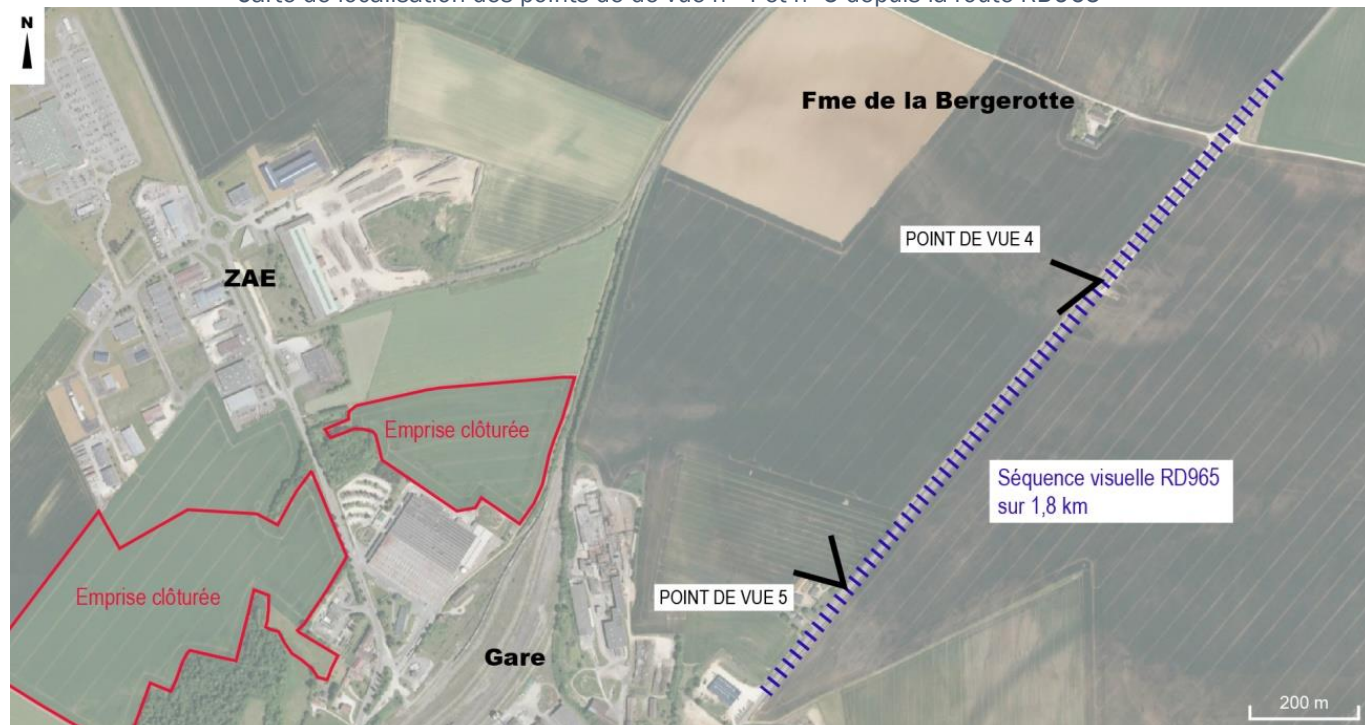 N
Fme de la Bergerotte
POINT DE VUE 4
ZAE
Emprise clôturée
Séquence visuelle RD965
sur 1,8 km
Emprise clôturée
POINT DE VUE 5
Gare
200 m